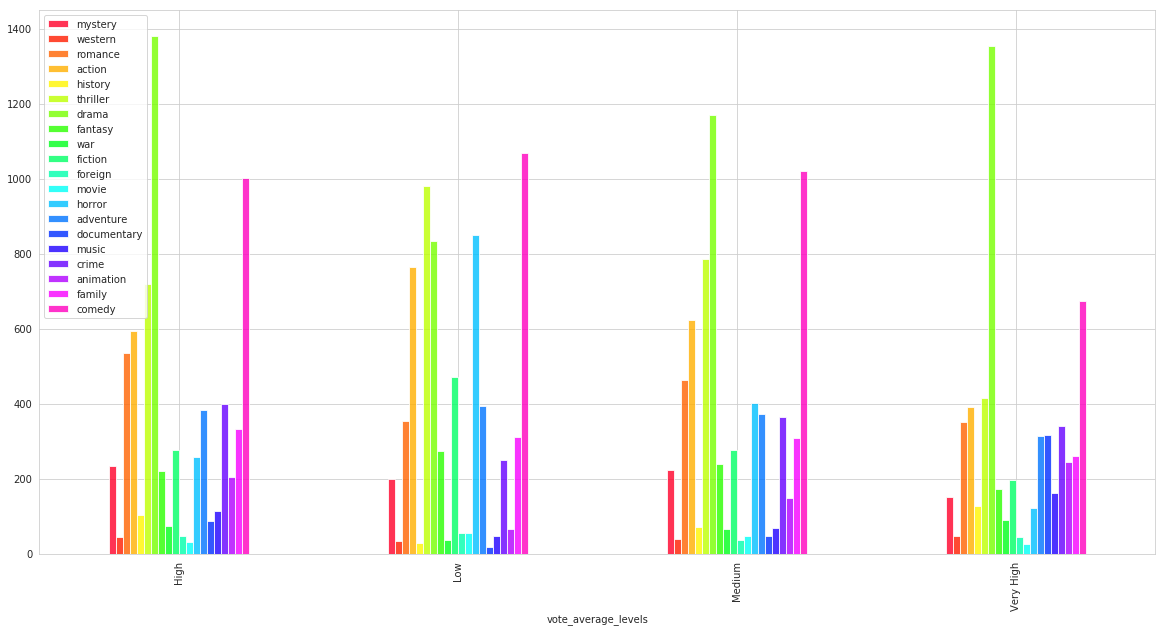 1400
1200
1000
800
600
400
200
0
mystery
western
romance
action
history
thriller
drama
fantasy
war
fiction
foreign
movie
horror
adventure
documentary
music
crime
animation
family
comedy
High
Low
Medium
Very High
vote_average_levels